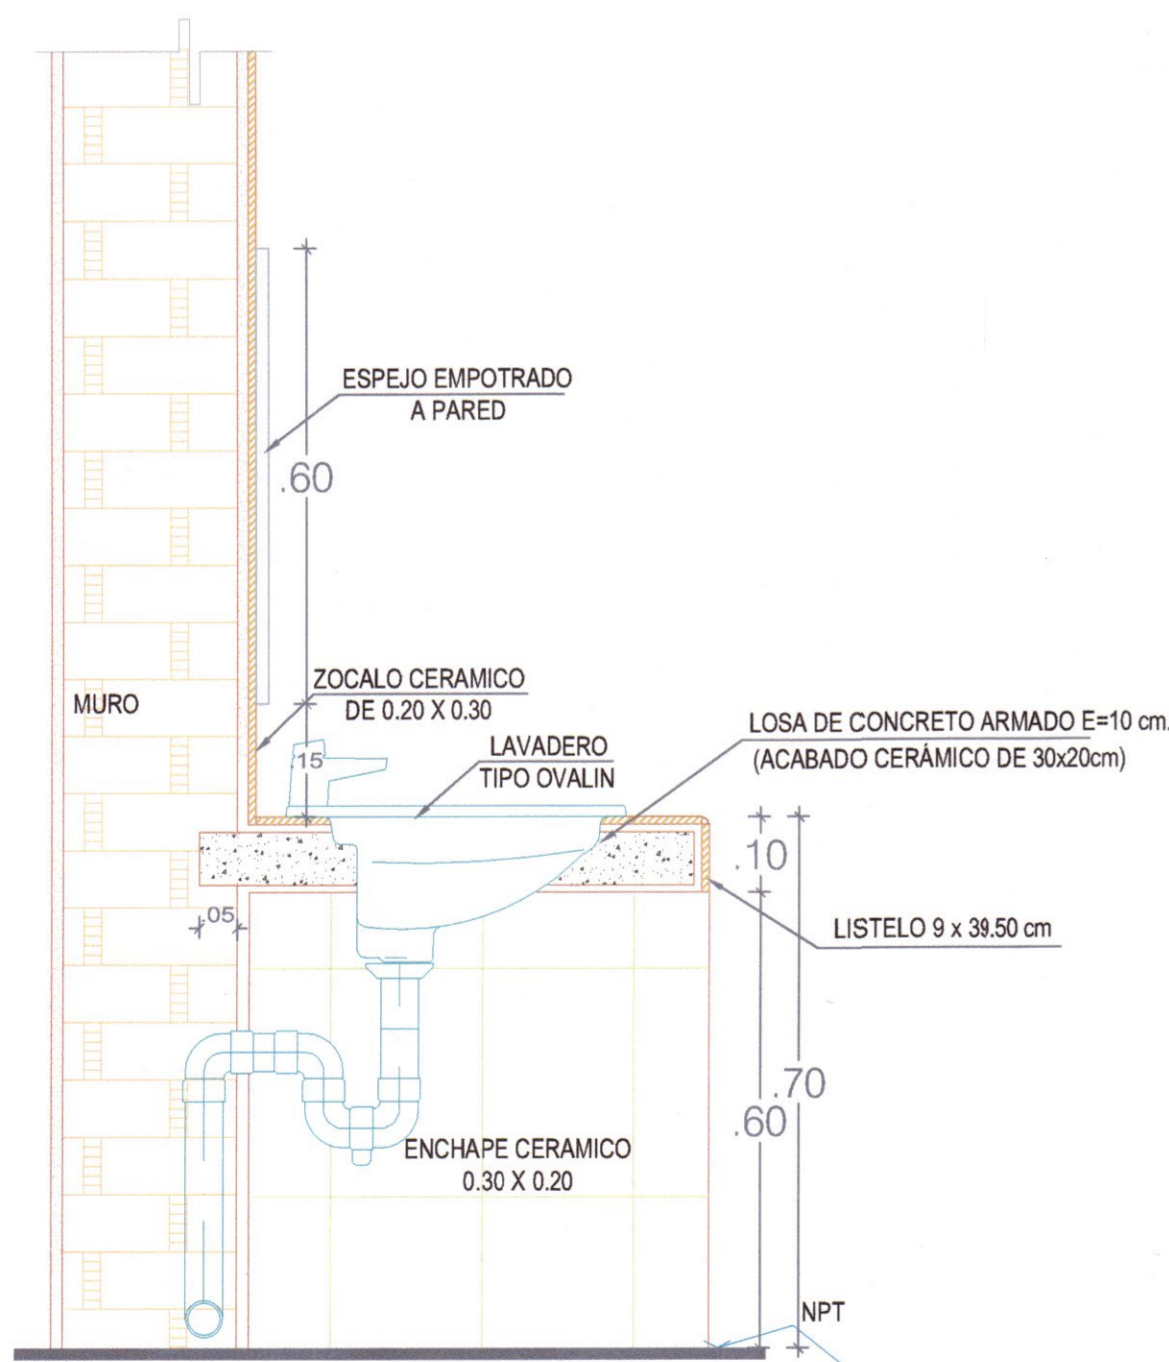 ESPEJO EMPOTRADO
A PARED
.60
ZOCALO CERAMICO
DE 0.20 X 0.30
MURO
LAVADERO
TIPO OVALIN
.15
LOSA DE CONCRETO ARMADO E=10 cm.
(ACABADO CERÁMICO DE 30x20cm)
.10
.05
LISTELO 9 x 39.50 cm
.70
.60
ENCHAPE CERAMICO
0.30 X 0.20
NPT